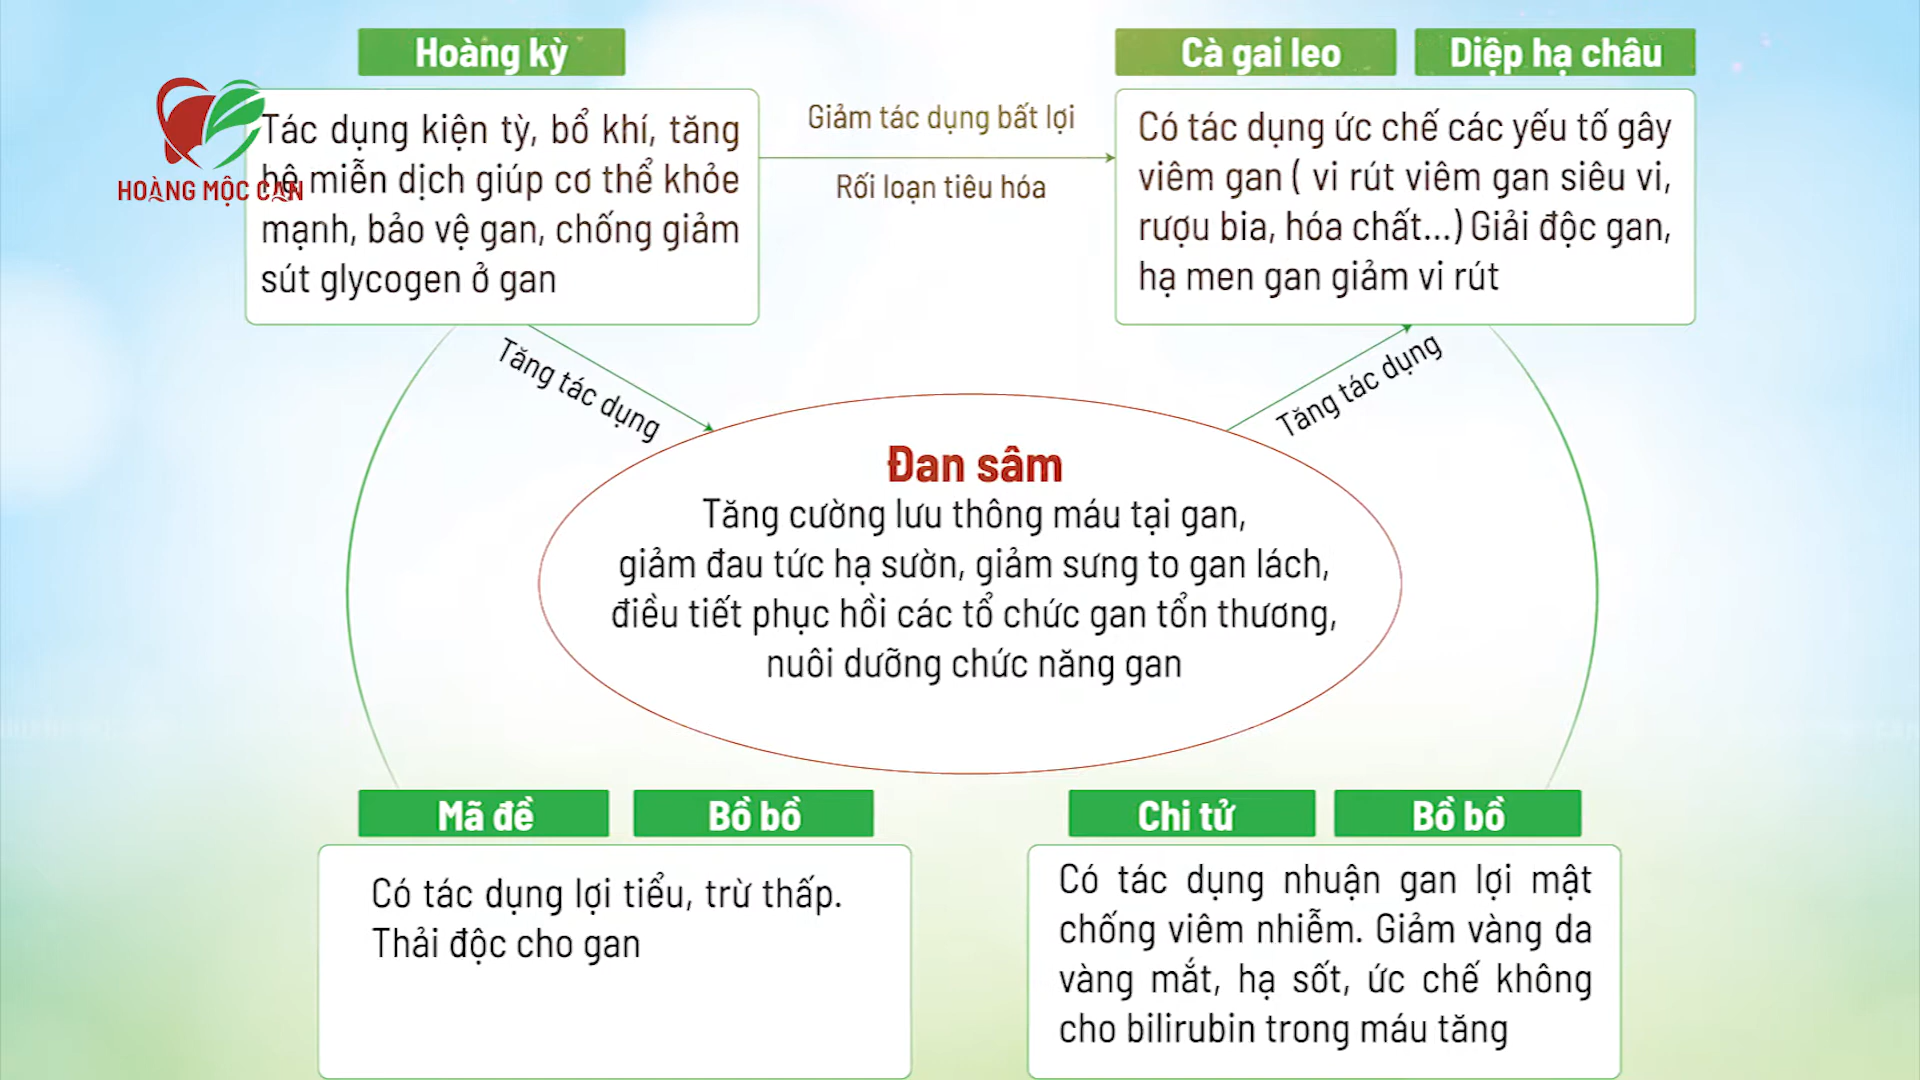 Hoàng kỳ
Tác dụng kiện tỳ, bổ khí, tăng
hệ miễn dịch giúp cơ thể khỏe
mạnh, bảo vệ gan, chống giảm
sút glycogen ở gan
HOÀNG MỘC CAN
Giảm tác dụng bất lợi
Rối loạn tiêu hóa
Cà gai leo
Diệp hạ châu
Có tác dụng ức chế các yếu tố gây
viêm gan ( vi rút viêm gan siêu vi,
rượu bia, hóa chất...) Giải độc gan,
hạ men gan giảm vi rút
Tăng tác dụng
Tăng tác dụng
Đan sâm
Tăng cường lưu thông máu tại gan,
giảm đau tức hạ sườn, giảm sưng to gan lách,
điều tiết phục hồi các tổ chức gan tổn thương,
nuôi dưỡng chức năng gan
Mã đề
Bồ bồ
Có tác dụng lợi tiểu, trừ thấp.
Thải độc cho gan
Chi tử
Bồ bồ
Có tác dụng nhuận gan lợi mật
chống viêm nhiễm. Giảm vàng da
vàng mắt, hạ sốt, ức chế không
cho bilirubin trong máu tăng